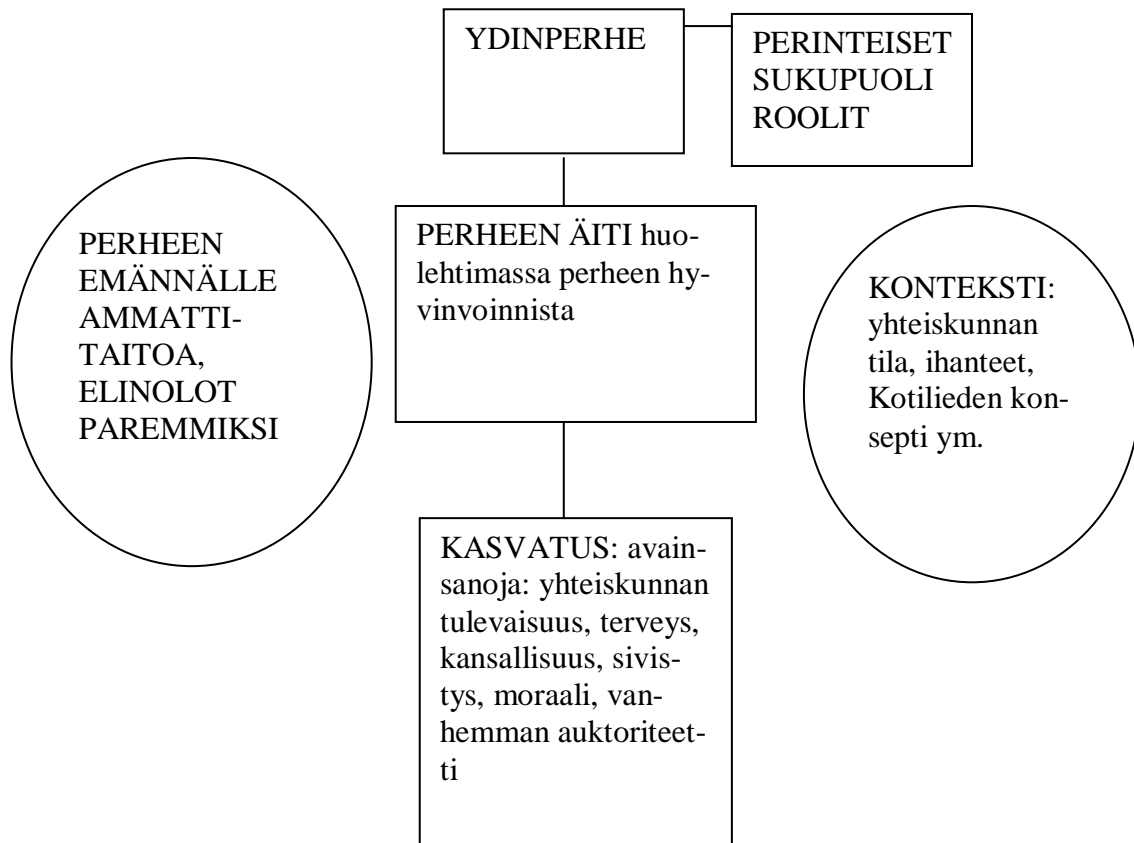 YDINPERHE
PERINTEISET
SUKUPUOLI
ROOLIT
PERHEEN
EMÄNNÄLLE
AMMATTI-
TAITOA,
ELINOLOT
PAREMMIKSI
PERHEEN ÄITI huo-
lehtimassa perheen hy-
vinvoinnista
KONTEKSTI:
yhteiskunnan
tila, ihanteet,
Kotilieden kon-
septi ym.
KASVATUS: avain-
sanoja: yhteiskunnan
tulevaisuus, terveys,
kansallisuus, sivis-
tys, moraali, van-
hemman auktoriteet-
ti